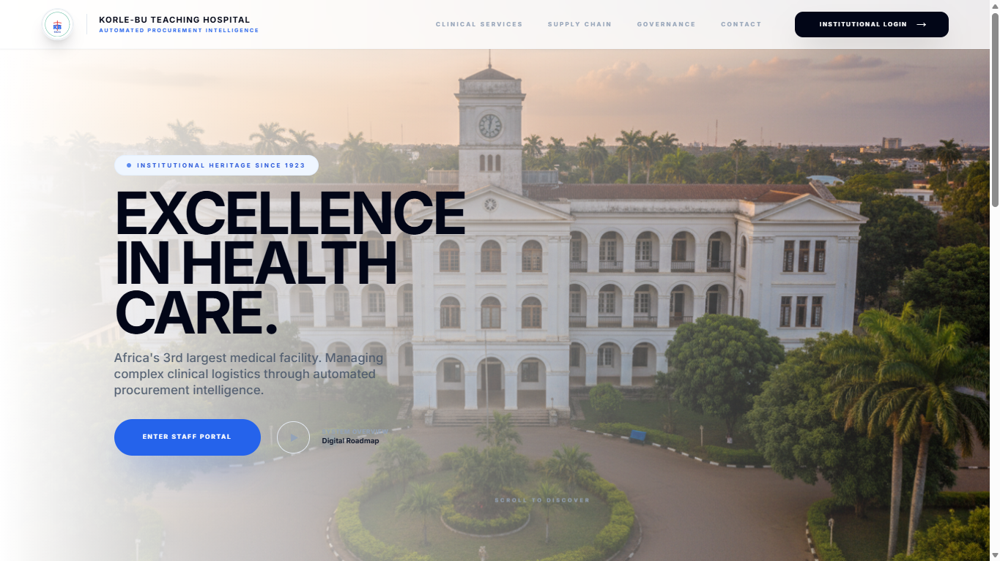 KORLE-BU TEACHING HOSPITAL
AUTOMATED PROCUREMENT INTELLIGENCE
CLINICAL SERVICES
SUPPLY CHAIN
GOVERNANCE
CONTACT
INSTITUTIONAL LOGIN →
KB
1923
INSTITUTIONAL HERITAGE SINCE 1923
EXCELLENCE
IN HEALTH
CARE.
Africa's 3rd largest medical facility. Managing
complex clinical logistics through automated
procurement intelligence.
ENTER STAFF PORTAL
Digital Roadmap
SCROLL TO DISCOVER